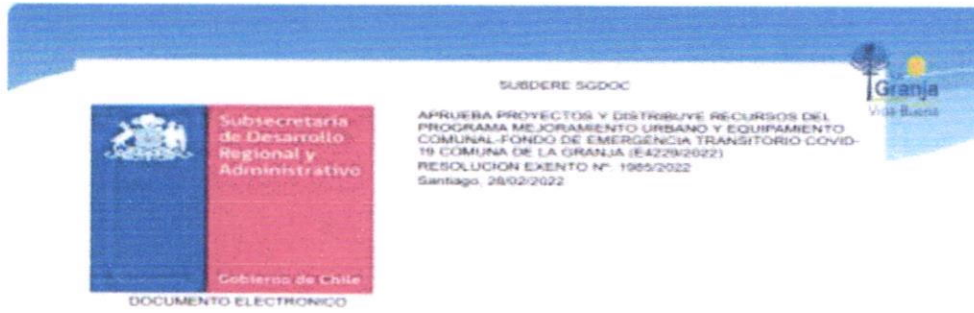 SUBDERE SGDOC
Granja
Vida Buena
Subsecretaría
de Desarrollo
Regional y
Administrativo
Gobierno de Chile
DOCUMENTO ELECTRONICO
APRUEBA PROYECTOS Y DISTRIBUYE RECURSOS DEL
PROGRAMA MEJORAMIENTO URBANO Y EQUIPAMIENTO
COMUNAL-FONDO DE EMERGENCIA TRANSITORIO COVID-
19 COMUNA DE LA GRANJA (E4229/2022)
RESOLUCION EXENTO Nº: 1985/2022
Santiago, 28/02/2022